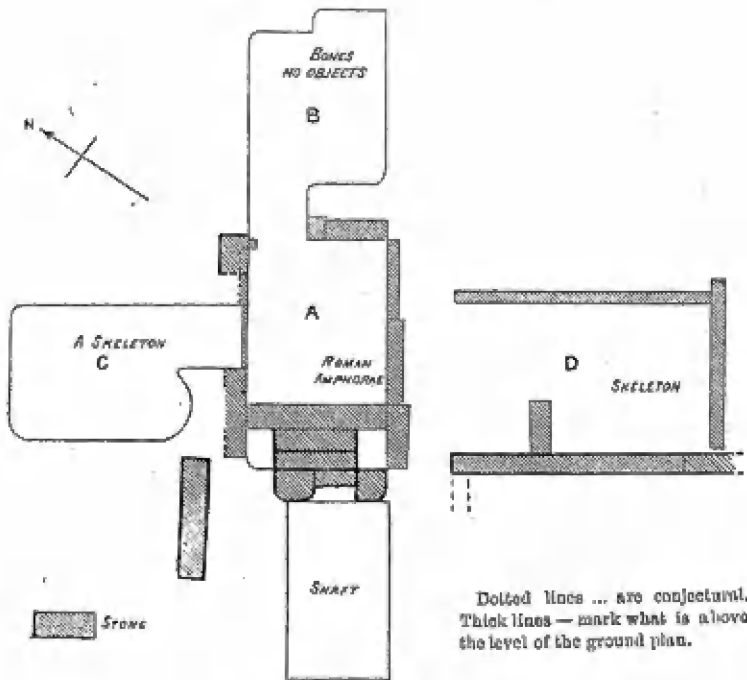 BONES
NO OBJECTS
B
N
A
A SKELETON
C
ROMAN
AMPHORAE
D
SKELETON
SHAFT
STONE
Dotted lines ... are conjectural.
Thick lines — mark what is above
the level of the ground plan.